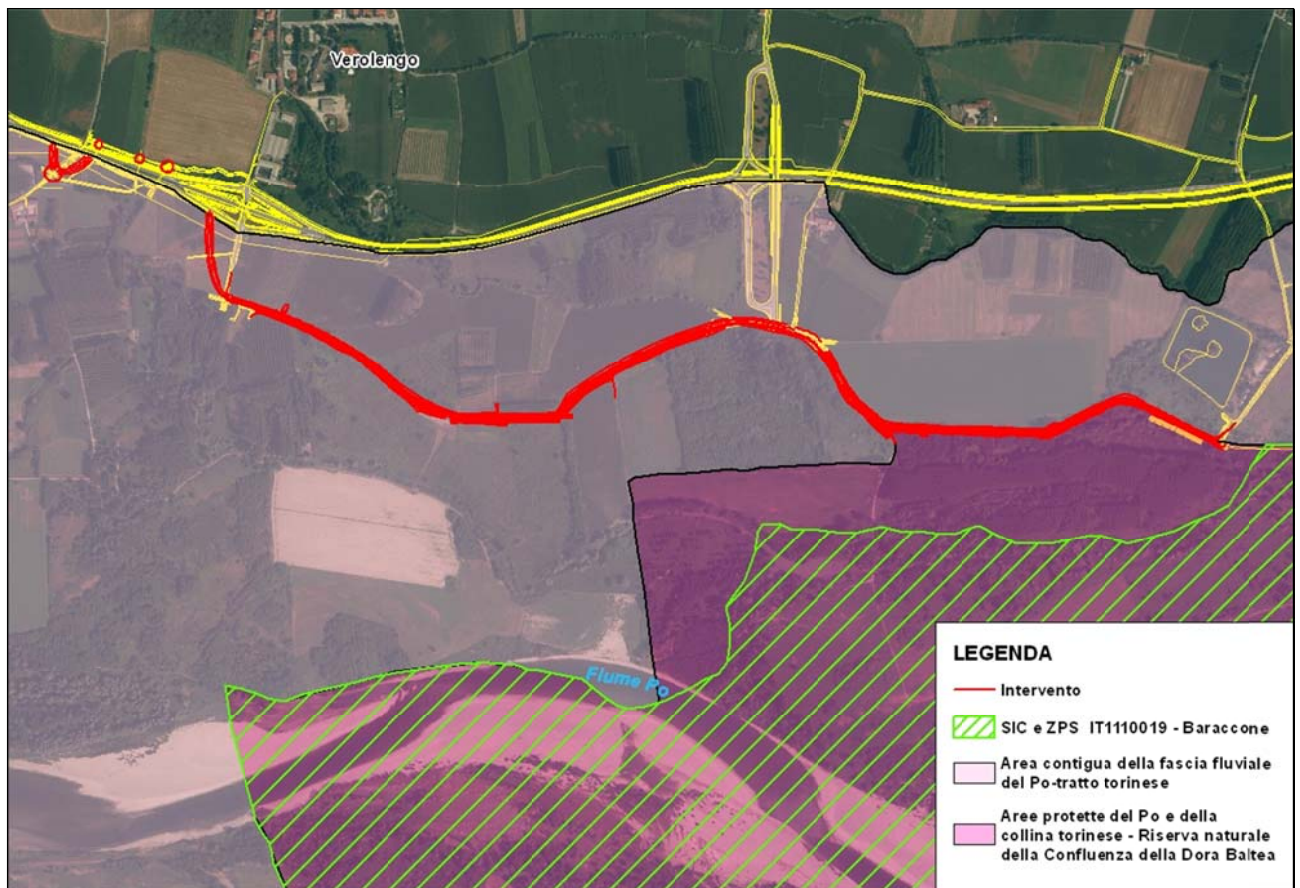 Verolengo
Fiume Po
LEGENDA
Intervento
SIC e ZPS IT1110019 - Baraccone
Area contigua della fascia fluviale
del Po-tratto torinese
Aree protette del Po e della
collina torinese - Riserva naturale
della Confluenza della Dora Baltea